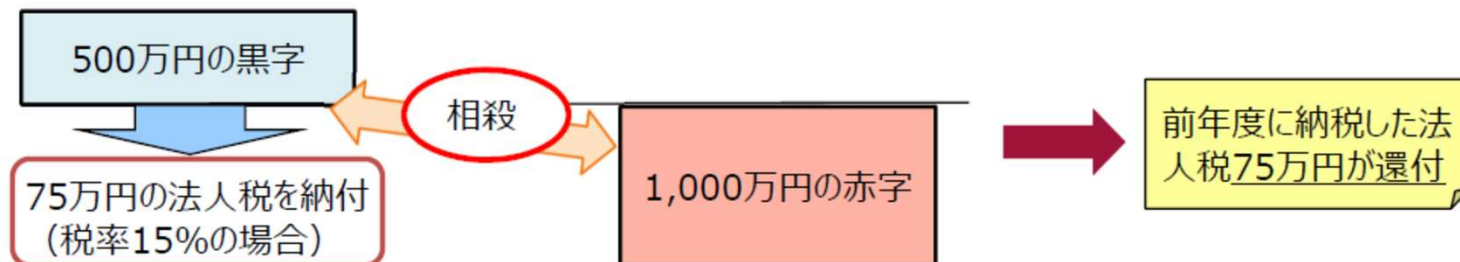 500万円の黒字
75万円の法人税を納付
（税率15%の場合）
相殺
1,000万円の赤字
前年度に納税した法
人税75万円が還付